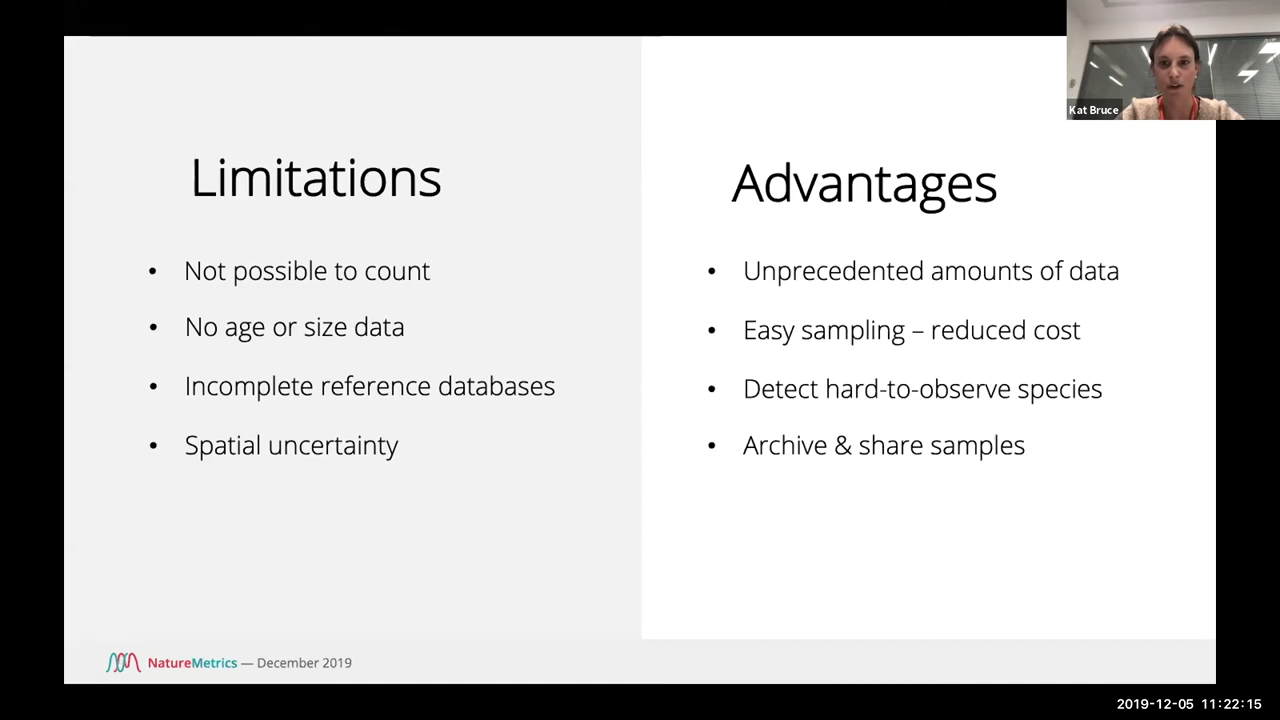 Kat Bruce
Limitations
• Not possible to count
• No age or size data
• Incomplete reference databases
• Spatial uncertainty
Advantages
• Unprecedented amounts of data
• Easy sampling – reduced cost
• Detect hard-to-observe species
• Archive & share samples
NatureMetrics — December 2019
2019-12-05 11:22:15